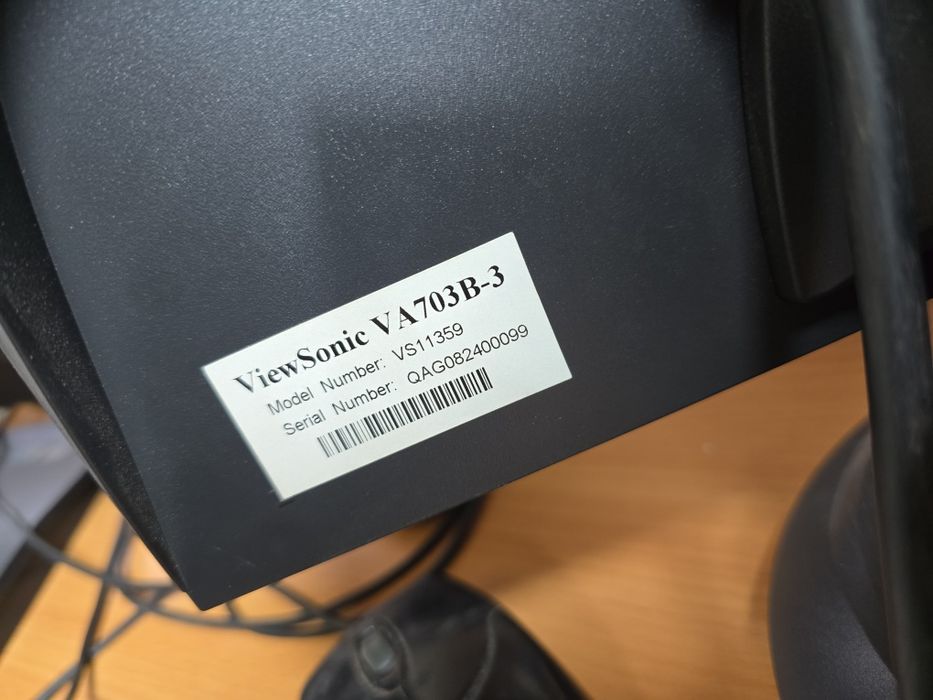 ViewSonic VA703B-3
Model Number: VS11359
Serial Number: QAG082400099